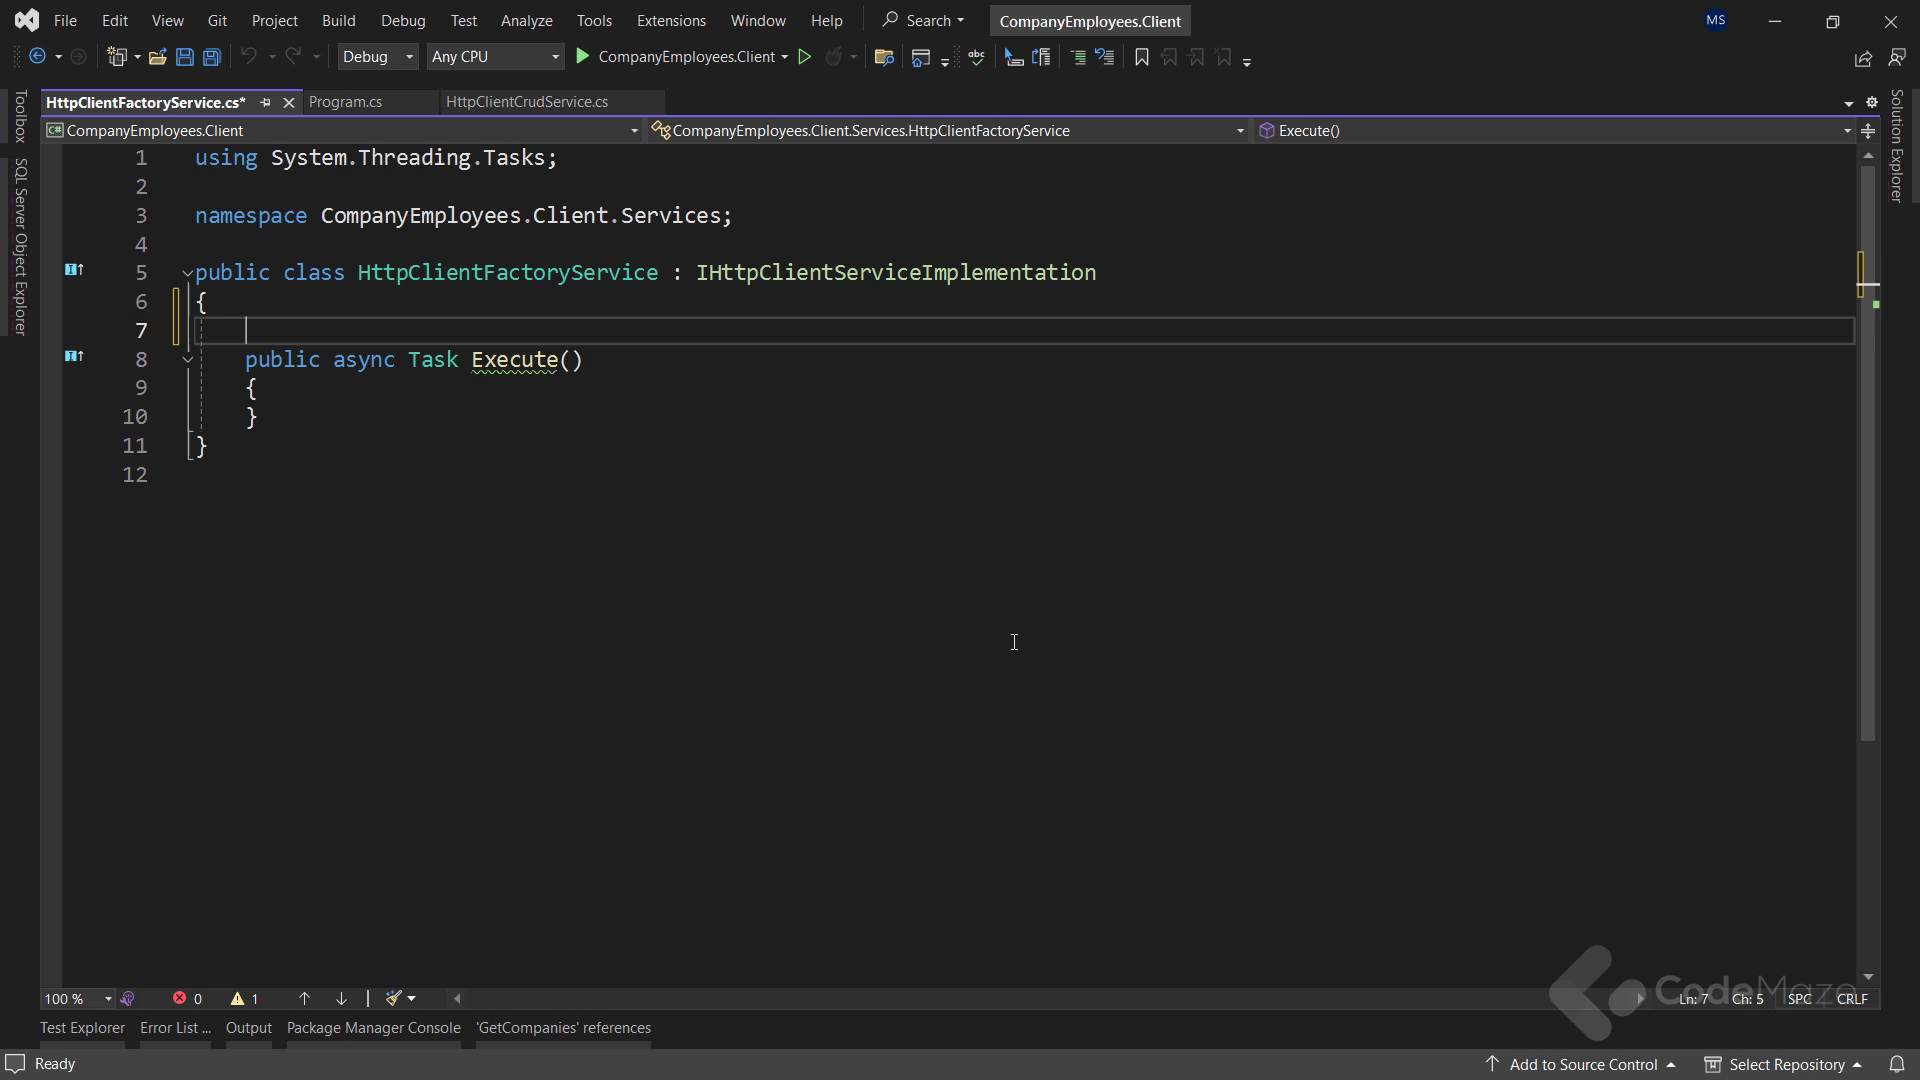 File Edit View Git Project Build Debug Test Analyze Tools Extensions Window Help Search CompanyEmployees.Client MS
Debug Any CPU CompanyEmployees.Client
HttpClientFactoryService.cs* Program.cs HttpClientCrudService.cs
C# CompanyEmployees.Client CompanyEmployees.Client.Services.HttpClientFactoryService Execute()
Toolbox
SQL Server Object Explorer
Solution Explorer
1 using System.Threading.Tasks;
2
3 namespace CompanyEmployees.Client.Services;
4
5 public class HttpClientFactoryService : IHttpClientServiceImplementation
6 {
7
8 public async Task Execute()
9 {
10 }
11 }
12
100 % 0 1 Ln: 7 Ch: 5 SPC CRLF
CodeMaze
Test Explorer Error List ... Output Package Manager Console 'GetCompanies' references
Ready Add to Source Control Select Repository